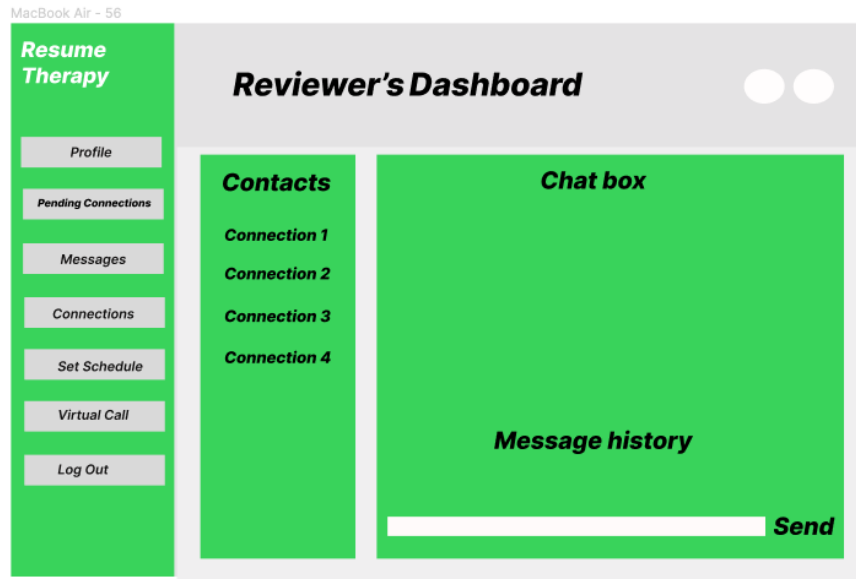 MacBook Air - 56
Resume
Therapy
Reviewer's Dashboard
Profile
Pending Connections
Messages
Connections
Set Schedule
Virtual Call
Log Out
Contacts
Connection 1
Connection 2
Connection 3
Connection 4
Chat box
Message history
Send